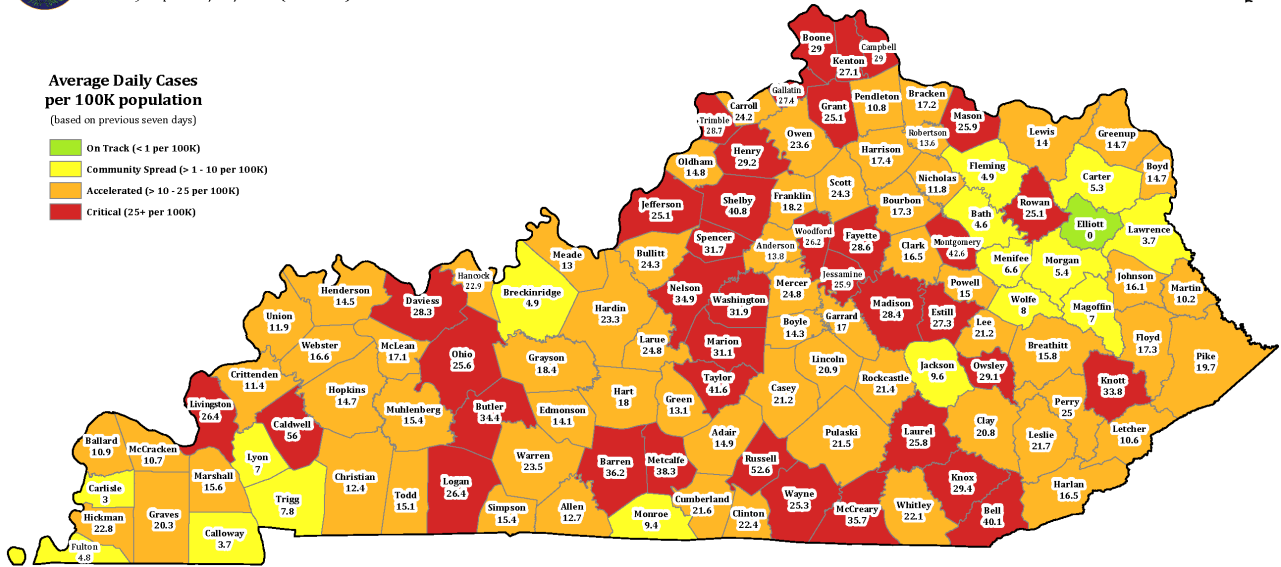 Average Daily Cases
per 100K population
(based on previous seven days)
On Track (<1 per 100K)
Community Spread (> 1 - 10 per 100K)
Accelerated (> 10 - 25 per 100K)
Critical (25+ per 100K)
Boone
29
Kenton
27.1
Campbell
29
Gallatin
27.4
Grant
25.1
Pendleton
10.8
Bracken
17.2
Mason
25.9
Robertson
13.6
Lewis
14
Greenup
14.7
Boyd
14.7
Carroll
24.2
Trimble
28.7
Owen
23.6
Harrison
17.4
Fleming
4.9
Carter
5.3
Henry
29.2
Oldham
14.8
Scott
24.3
Nicholas
11.8
Rowan
25.1
Elliott
0
Lawrence
3.7
Jefferson
25.1
Shelby
40.8
Franklin
18.2
Bourbon
17.3
Bath
4.6
Woodford
26.2
Fayette
28.6
Clark
16.5
Montgomery
42.6
Menifee
6.6
Morgan
5.4
Johnson
16.1
Martin
10.2
Spencer
31.7
Anderson
13.8
Bullitt
24.3
Meade
13
Hancock
22.9
Breckinridge
4.9
Jessamine
25.9
Mercer
24.8
Nelson
34.9
Washington
31.9
Madison
28.4
Estill
27.3
Powell
15
Wolfe
8
Magoffin
7
Henderson
14.5
Daviess
28.3
Hardin
23.3
Union
11.9
Boyle
14.3
Garrard
17
Lee
21.2
Breathitt
15.8
Floyd
17.3
Pike
19.7
Webster
16.6
McLean
17.1
Ohio
25.6
Grayson
18.4
Larue
24.8
Marion
31.1
Lincoln
20.9
Rockcastle
21.4
Jackson
9.6
Owsley
29.1
Knott
33.8
Crittenden
11.4
Hopkins
14.7
Hart
18
Green
13.1
Taylor
41.6
Casey
21.2
Perry
25
Livingston
26.4
Caldwell
56
Muhlenberg
15.4
Butler
34.4
Edmonson
14.1
Adair
14.9
Pulaski
21.5
Laurel
25.8
Clay
20.8
Leslie
21.7
Letcher
10.6
Ballard
10.9
McCracken
10.7
Lyon
7
Warren
23.5
Barren
36.2
Metcalfe
38.3
Russell
52.6
Marshall
15.6
Christian
12.4
Todd
15.1
Logan
26.4
Knox
29.4
Harlan
16.5
Carlisle
3
Trigg
7.8
Simpson
15.4
Allen
12.7
Monroe
9.4
Cumberland
21.6
Clinton
22.4
Wayne
25.3
McCreary
35.7
Whitley
22.1
Bell
40.1
Hickman
22.8
Graves
20.3
Calloway
3.7
Fulton
4.8